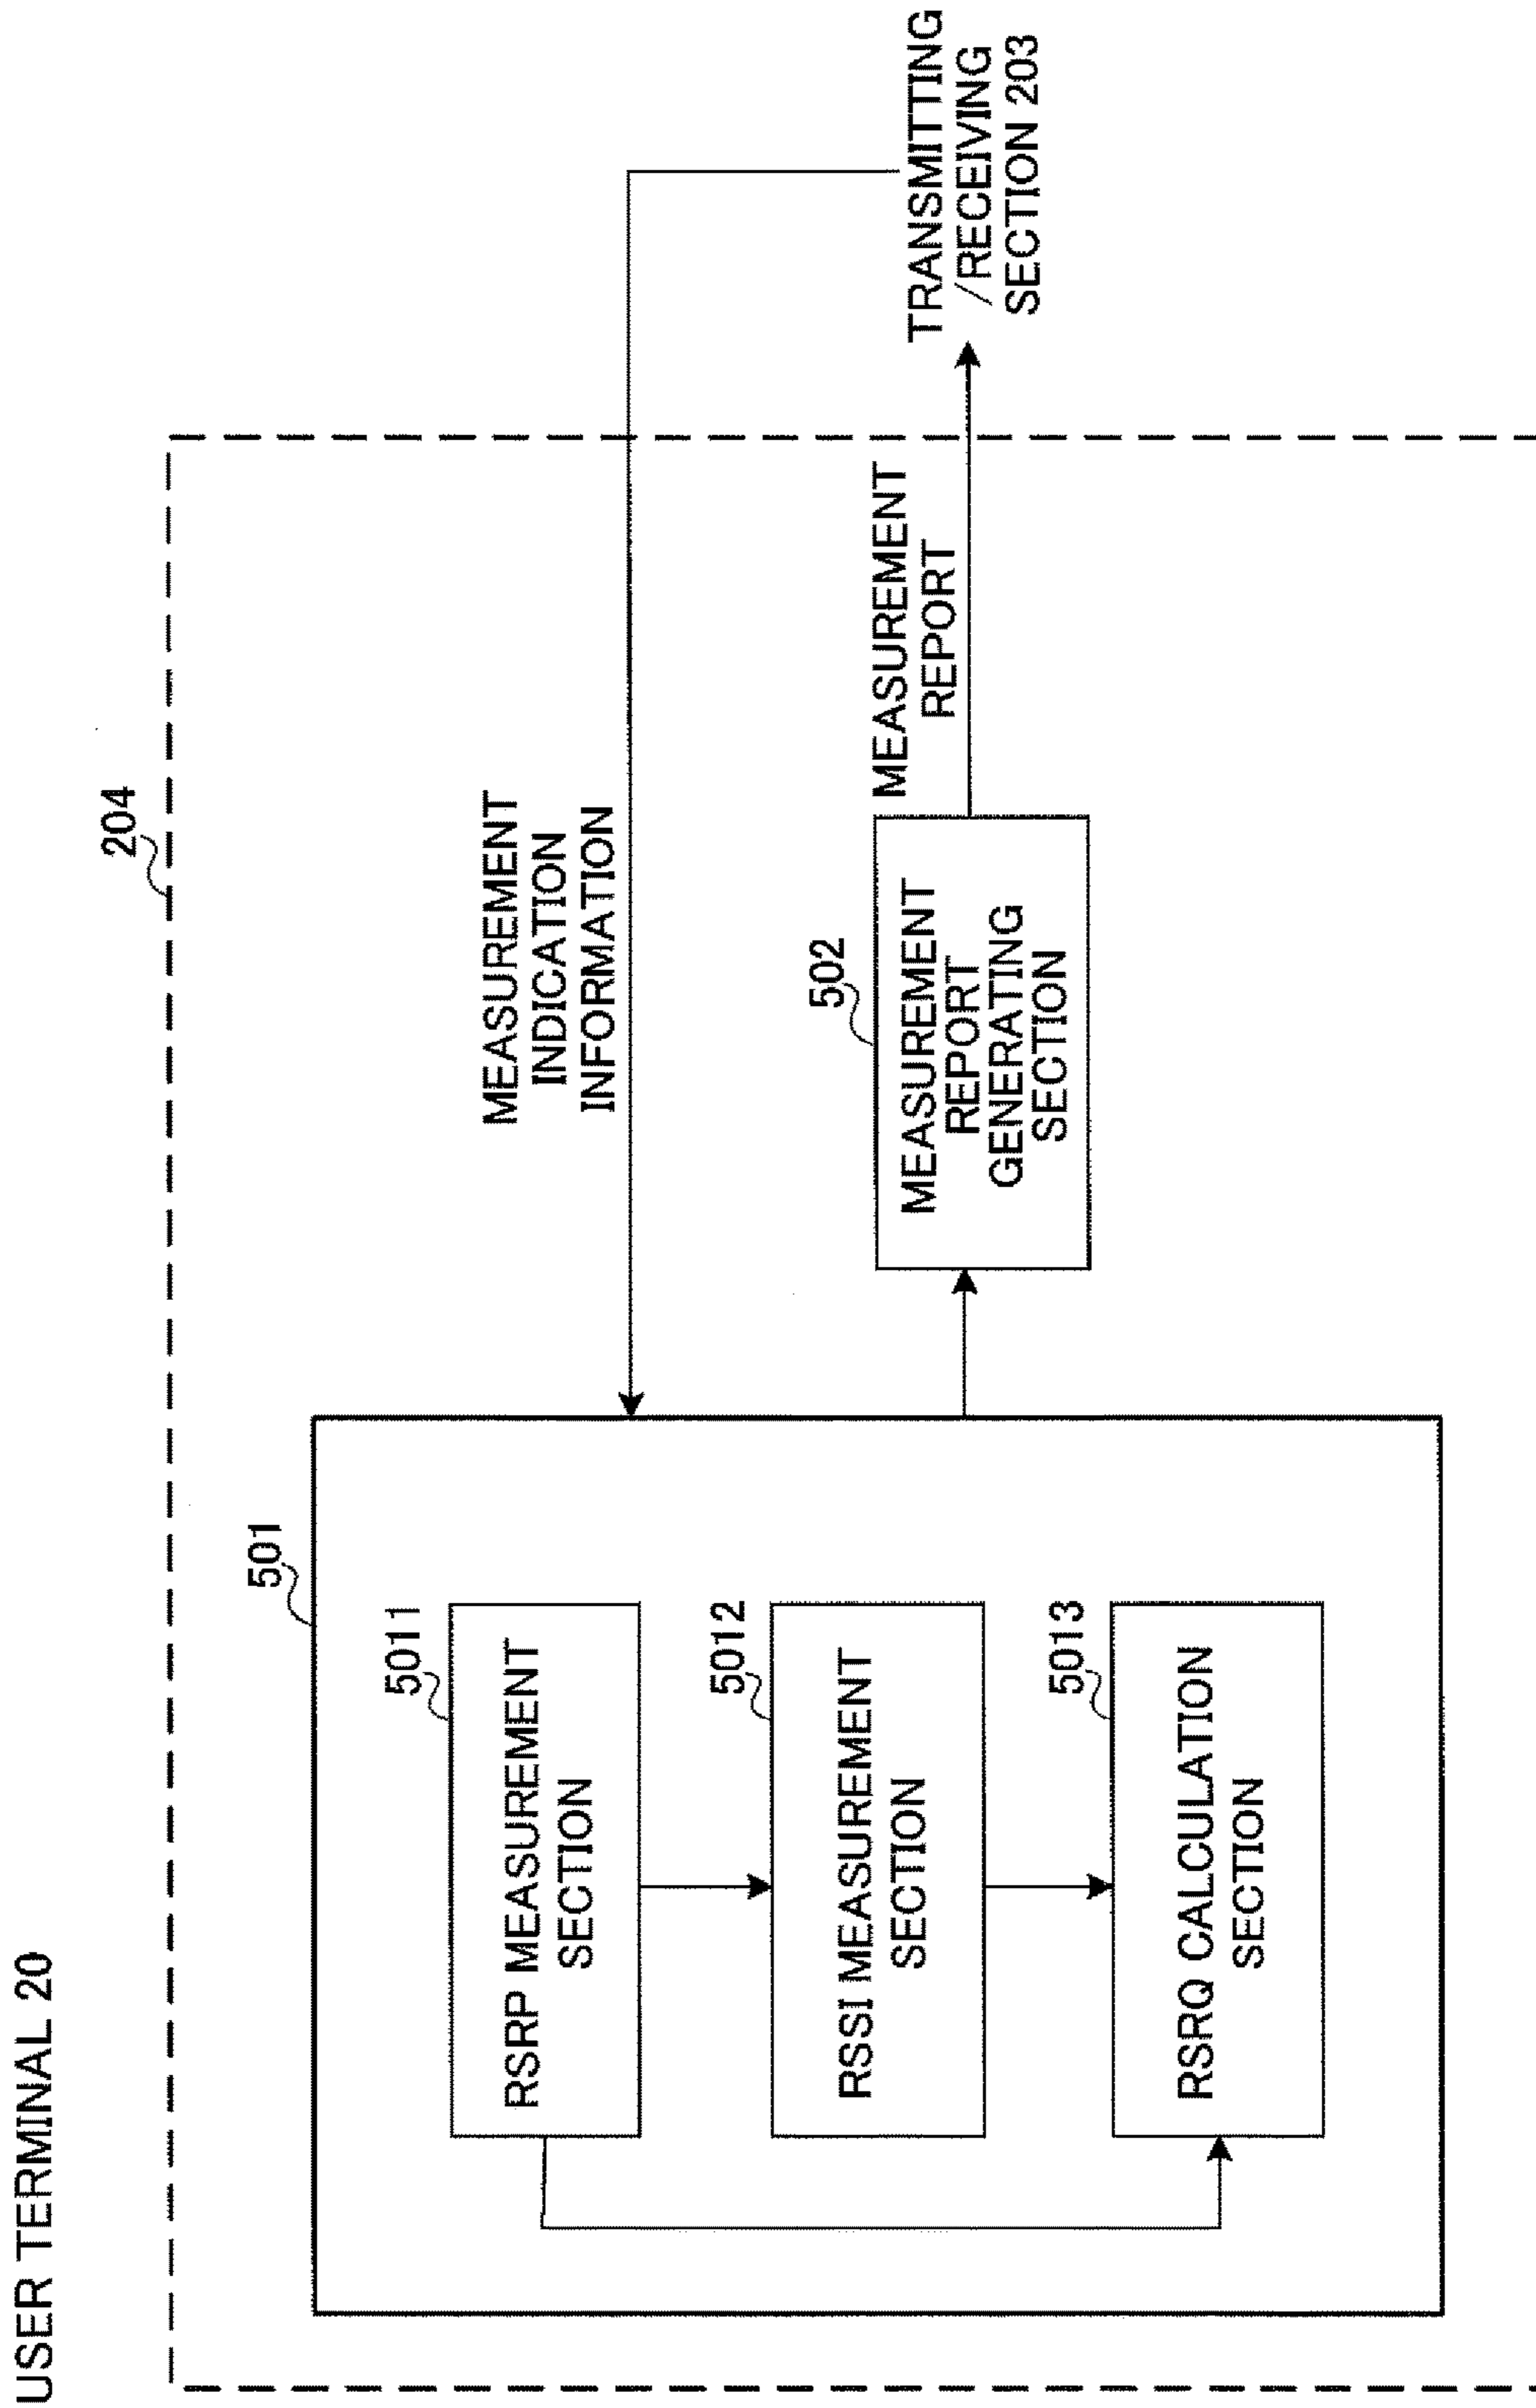 USER TERMINAL 20
204
501
5011
RSRP MEASUREMENT
SECTION
5012
RSSI MEASUREMENT
SECTION
5013
RSRQ CALCULATION
SECTION
MEASUREMENT
INDICATION
INFORMATION
502
MEASUREMENT
REPORT
GENERATING
SECTION
MEASUREMENT
REPORT
TRANSMITTING
/RECEIVING
SECTION 203